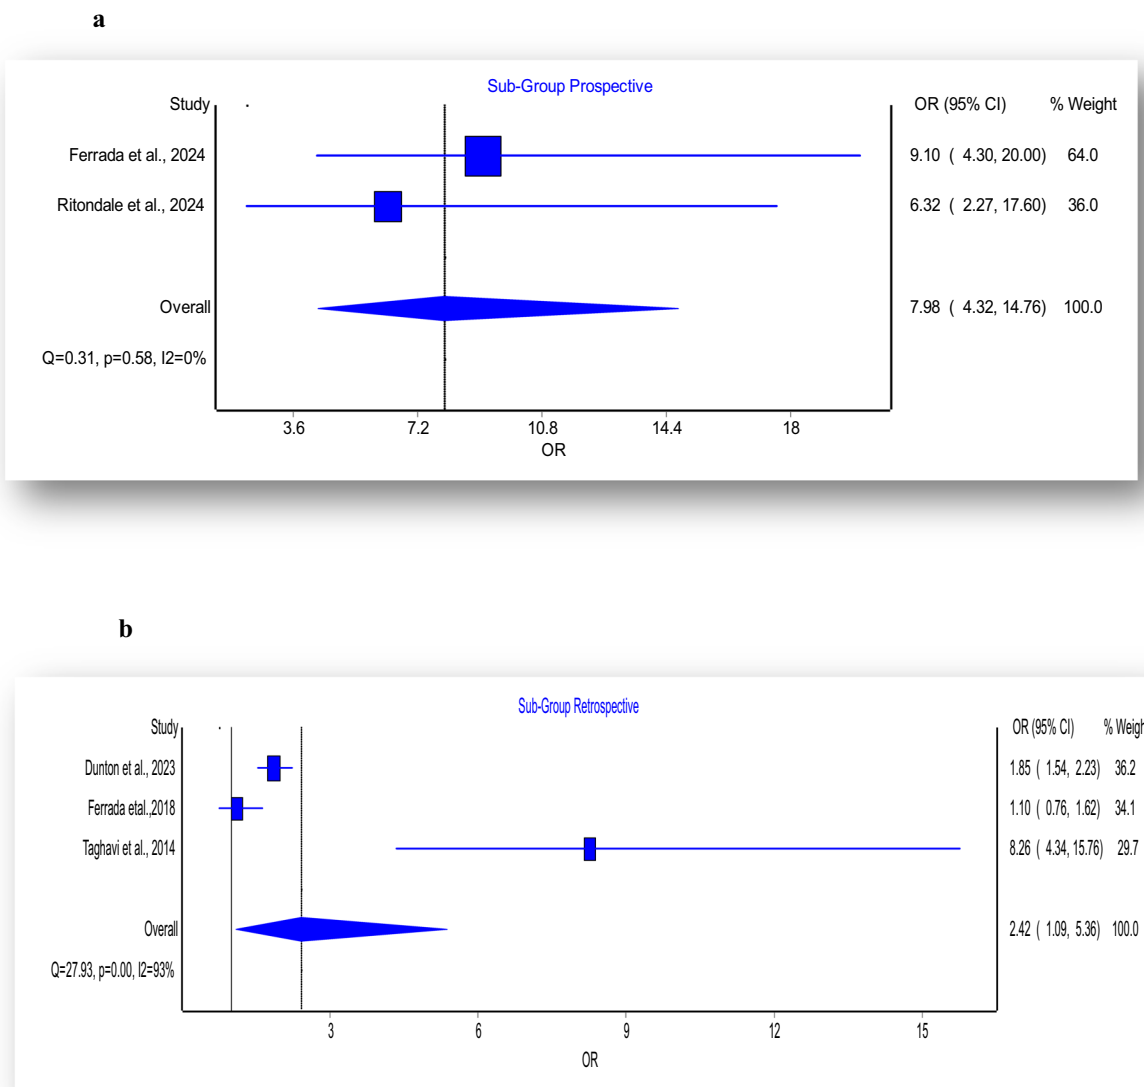 a
Sub-Group Prospective
Study OR (95% CI) % Weight
Ferrada et al., 2024 9.10 ( 4.30, 20.00) 64.0
Ritondale et al., 2024 6.32 ( 2.27, 17.60) 36.0
Overall 7.98 ( 4.32, 14.76) 100.0
Q=0.31, p=0.58, I2=0%
3.6 7.2 10.8 14.4 18
OR
b
Sub-Group Retrospective
Study OR (95% CI) % Weigh
Dunton et al., 2023 1.85 ( 1.54, 2.23) 36.2
Ferrada etal.,2018 1.10 ( 0.76, 1.62) 34.1
Taghavi et al., 2014 8.26 ( 4.34, 15.76) 29.7
Overall 2.42 ( 1.09, 5.36) 100.0
Q=27.93, p=0.00, I2=93%
3 6 9 12 15
OR